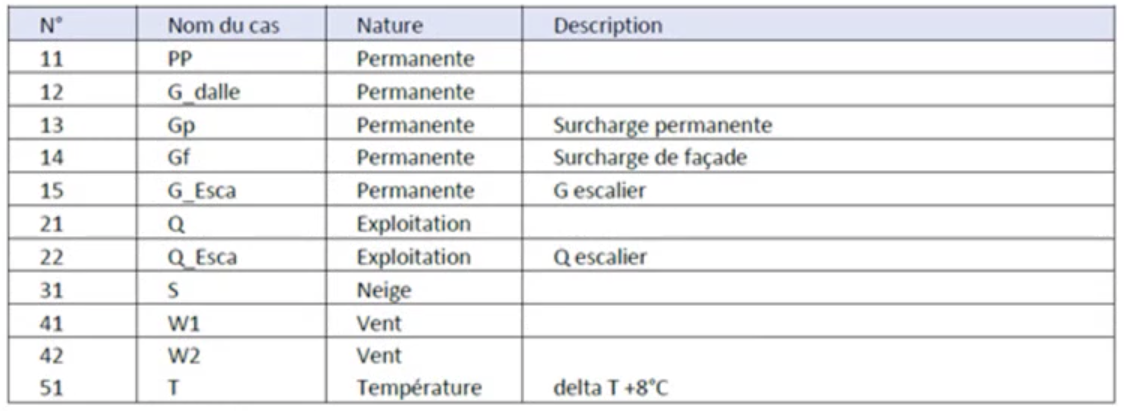 N° Nom du cas Nature Description
11 PP Permanente
12 G_dalle Permanente
13 Gp Permanente Surcharge permanente
14 Gf Permanente Surcharge de façade
15 G_Esca Permanente G escalier
21 Q Exploitation
22 Q_Esca Exploitation Q escalier
31 S Neige
41 W1 Vent
42 W2 Vent
51 T Température delta T +8°C